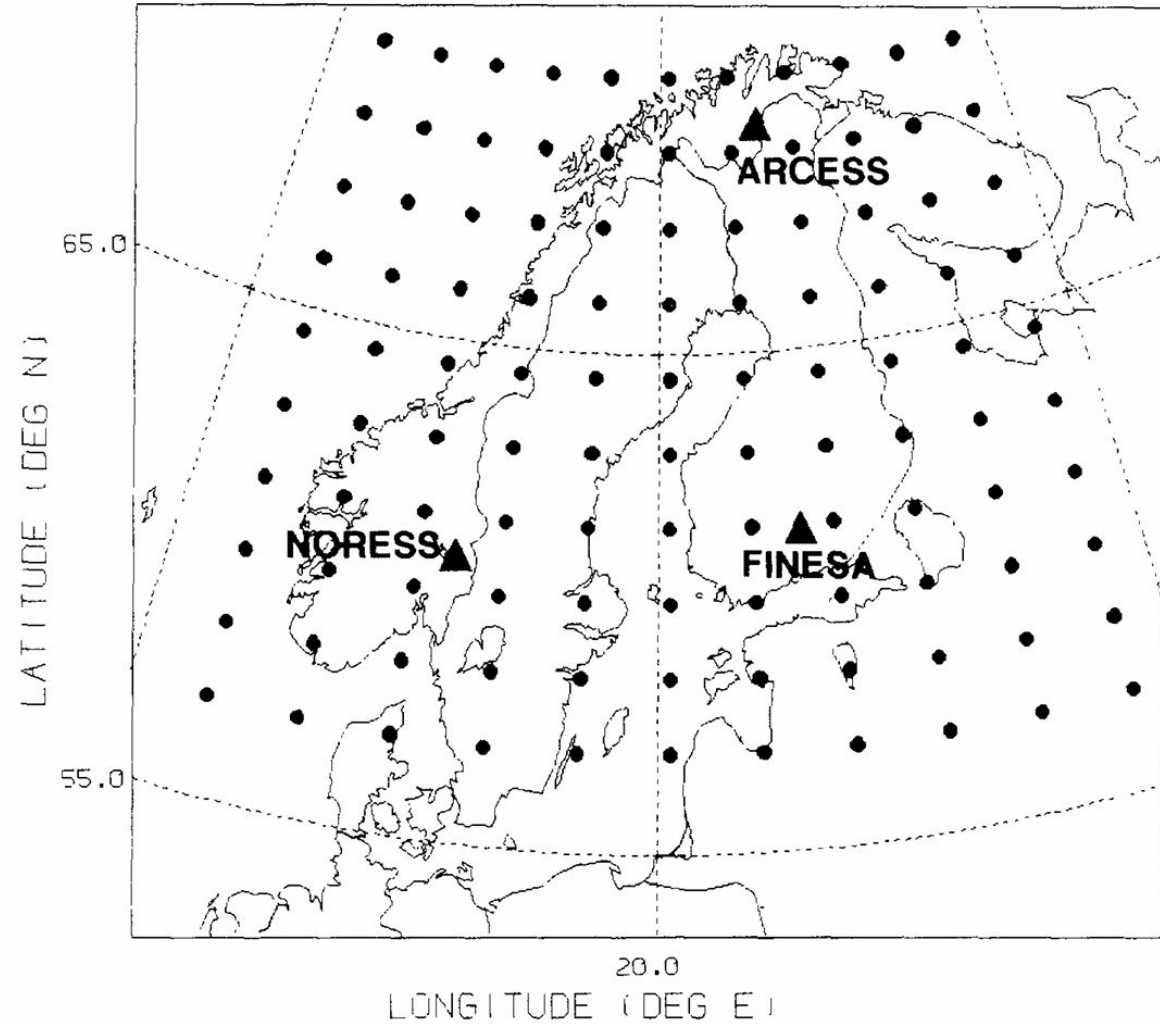 ARCESS
65.0
NORESS
FINESA
55.0
20.0
LATITUDE (DEG N)
LONGITUDE (DEG E)